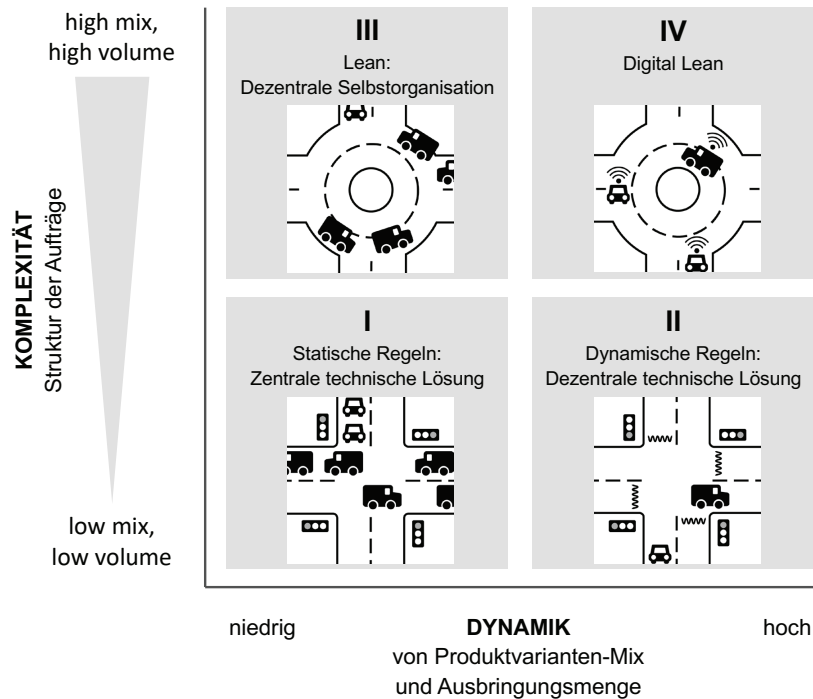 high mix,
high volume
KOMPLEXITÄT
Struktur der Aufträge
low mix,
low volume
III
Lean:
Dezentrale Selbstorganisation
IV
Digital Lean
I
Statische Regeln:
Zentrale technische Lösung
II
Dynamische Regeln:
Dezentrale technische Lösung
niedrig
DYNAMIK
hoch
von Produktvarianten-Mix
und Ausbringungsmenge